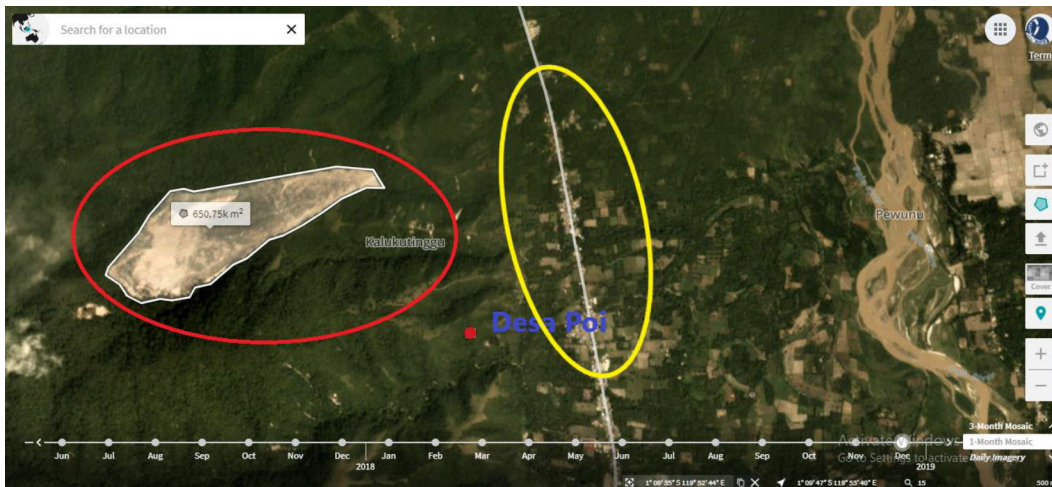 Search for a location
Term
650.75k m²
Kalukutinggu
Pewunu
Desa Poi
Cover
3-Month Mosaic
1-Month Mosaic
Daily Imagery
Activate Windows
Go to Settings to activate
Jun Jul Aug Sep Oct Nov Dec Jan Feb Mar Apr May Jun Jul Aug Sep Oct Nov Dec
2018 2019
1° 09'35" S 119° 52'44" E 1° 09'47" S 119° 53'40" E 15 500